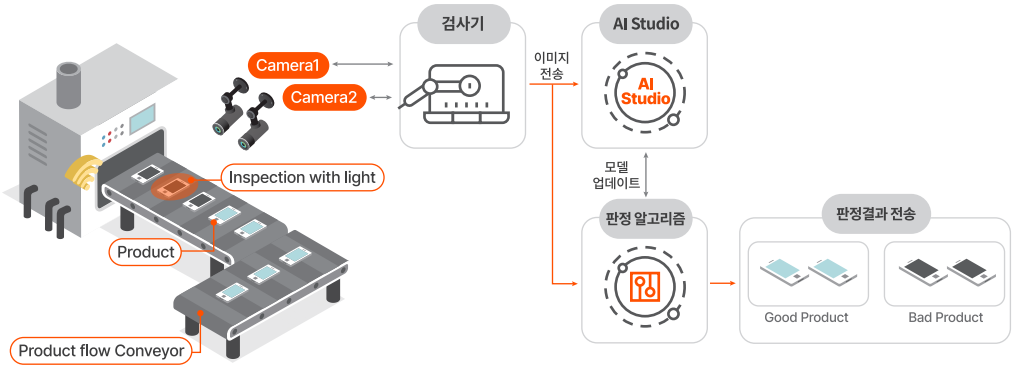 검사기
AI Studio
Camera1
Camera2
이미지
전송
AI
Studio
Inspection with light
모델
업데이트
Product
판정 알고리즘
판정결과 전송
Good Product
Bad Product
Product flow Conveyor